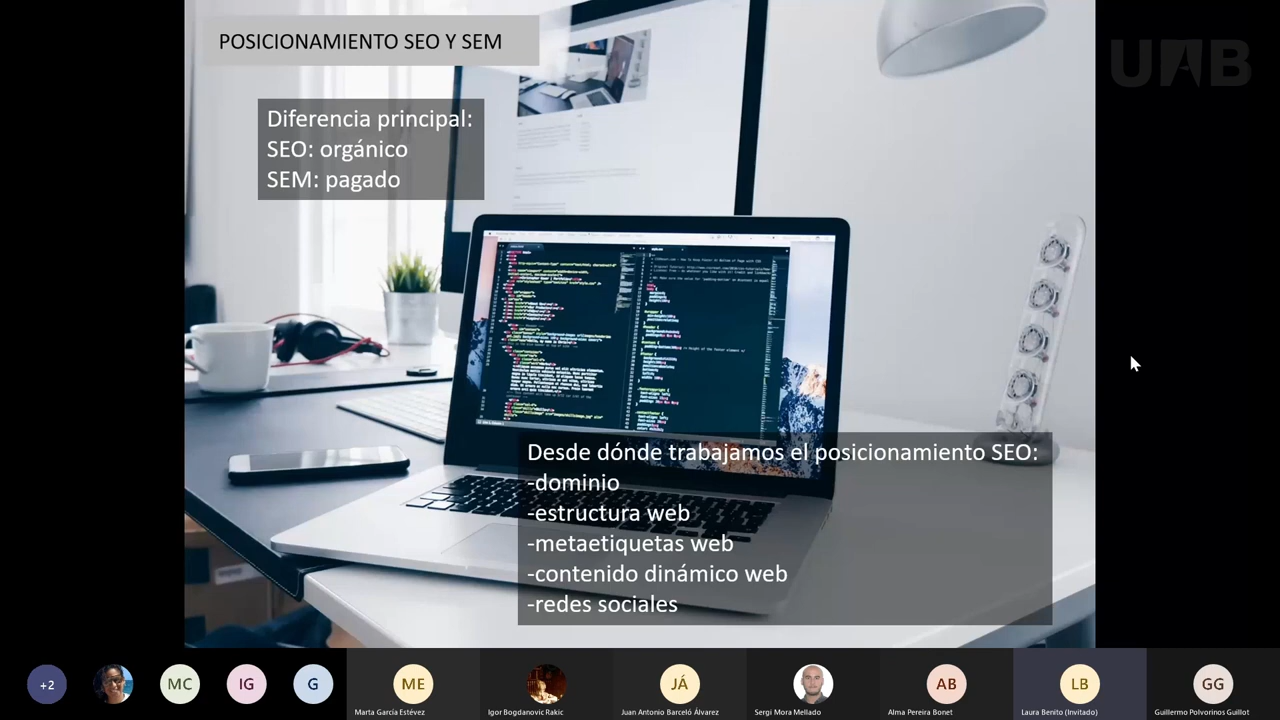 POSICIONAMIENTO SEO Y SEM
UAB
Diferencia principal:
SEO: orgánico
SEM: pagado
Desde dónde trabajamos el posicionamiento SEO:
-dominio
-estructura web
-metaetiquetas web
-contenido dinámico web
-redes sociales
+2
MC
IG
G
ME
JÁ
AB
LB
GG
Marta García Estévez
Igor Bogdanovic Rakic
Juan Antonio Barceló Álvarez
Sergi Mora Mellado
Alma Pereira Bonet
Laura Benito (Invitado)
Guillermo Polvorinos Guillot